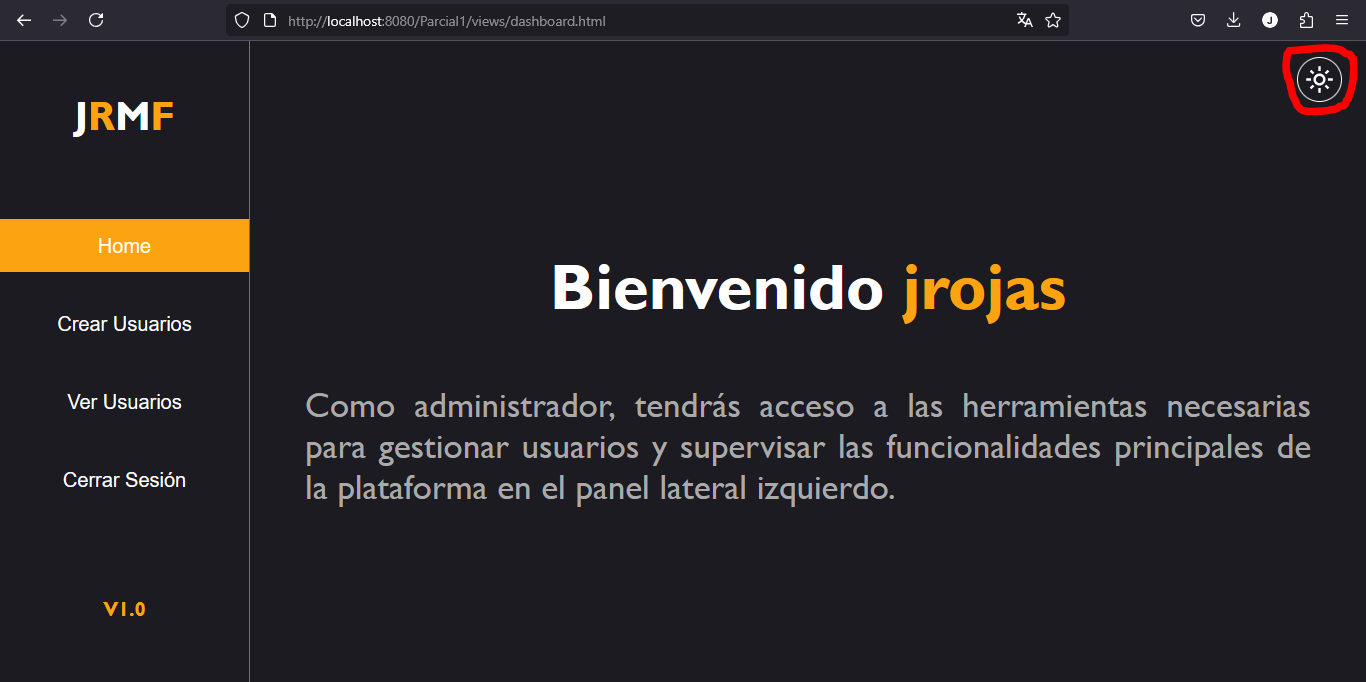 http://localhost:8080/Parcial1/views/dashboard.html
J
JRMF
Home
Crear Usuarios
Ver Usuarios
Cerrar Sesión
V1.0
Bienvenido jrojas
Como administrador, tendrás acceso a las herramientas necesarias
para gestionar usuarios y supervisar las funcionalidades principales de
la plataforma en el panel lateral izquierdo.